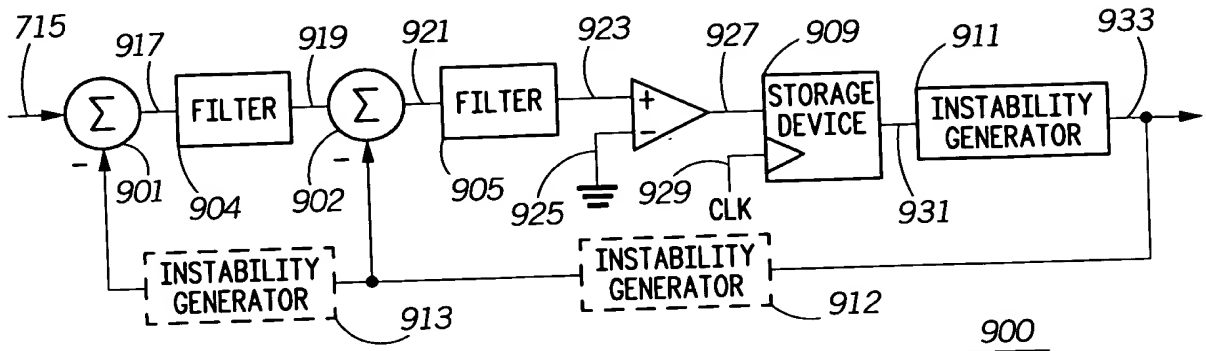 715
917
919
921
923
927
909
911
933
Σ
FILTER
Σ
FILTER
+
−
STORAGE
DEVICE
INSTABILITY
GENERATOR
−
901
904
−
902
905
925
929
CLK
931
INSTABILITY
GENERATOR
913
INSTABILITY
GENERATOR
912
900